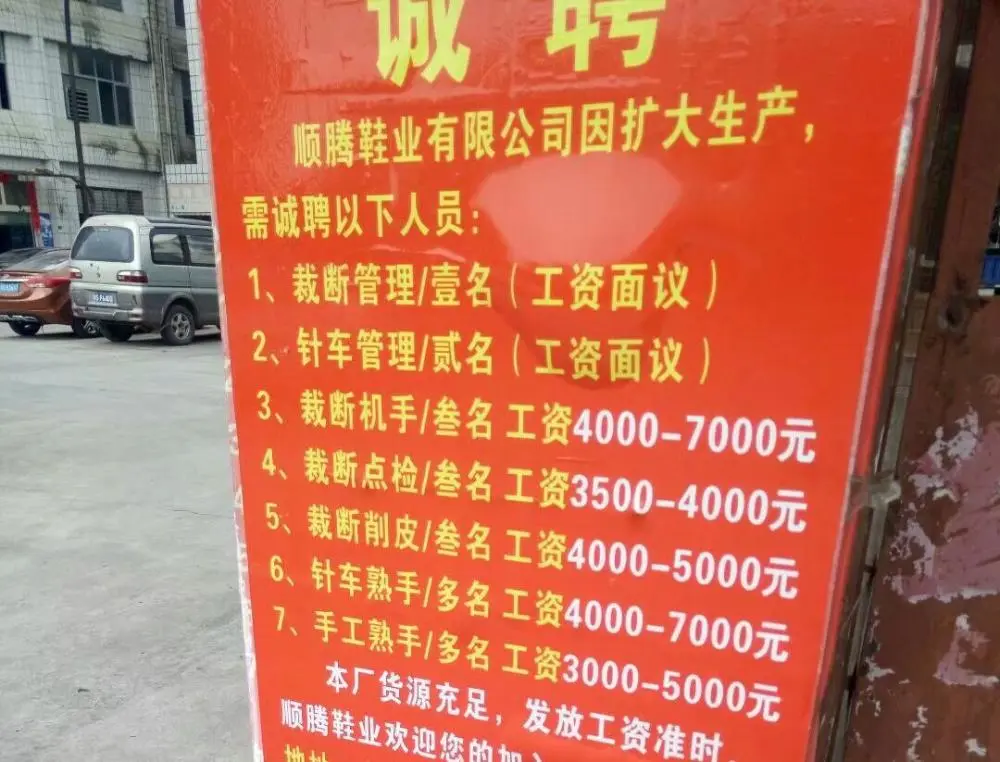 诚聘
顺腾鞋业有限公司因扩大生产，
需诚聘以下人员：
1、裁断管理/壹名（工资面议）
2、针车管理/贰名（工资面议）
3、裁断机手/叁名 工资4000-7000元
4、裁断点检/叁名 工资3500-4000元
5、裁断削皮/叁名 工资4000-5000元
6、针车熟手/多名 工资4000-7000元
7、手工熟手/多名 工资3000-5000元
本厂货源充足，发放工资准时。
顺腾鞋业欢迎您的加入
地址